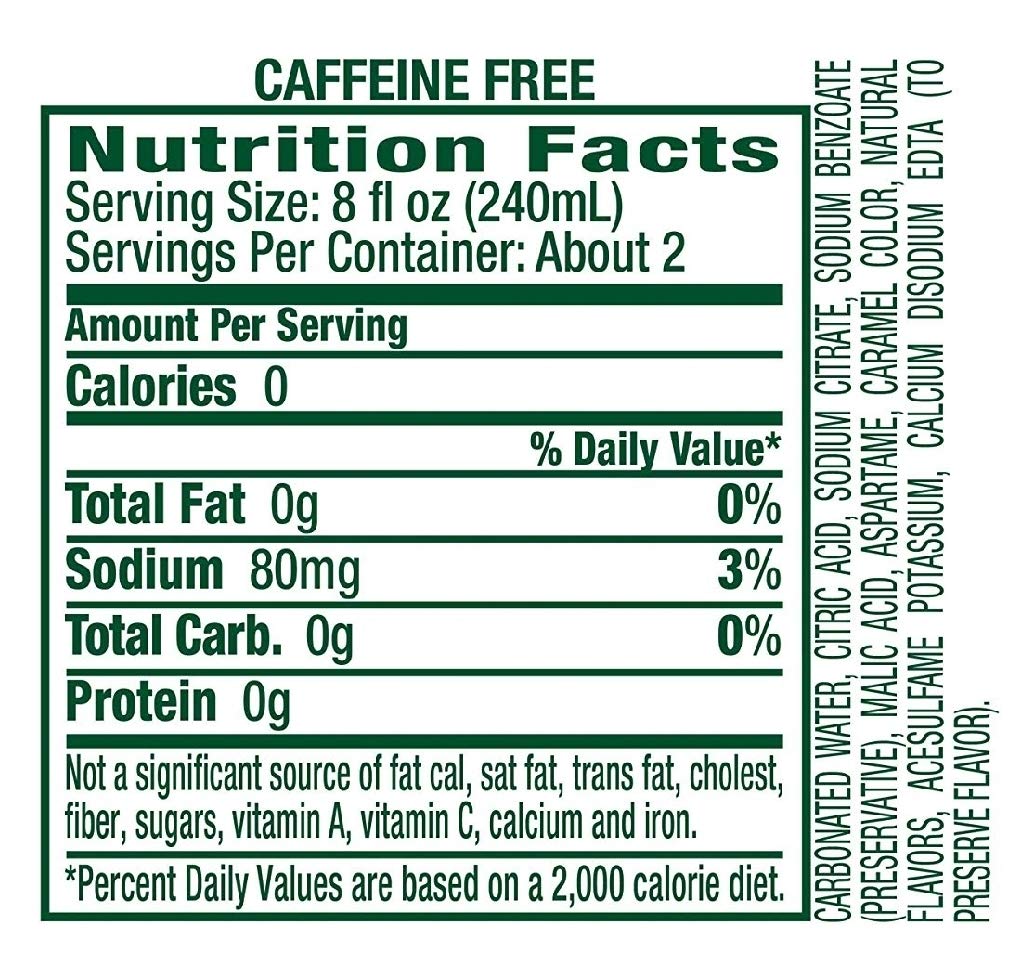 CAFFEINE FREE
Nutrition Facts
Serving Size: 8 fl oz (240mL)
Servings Per Container: About 2
Amount Per Serving
Calories 0
% Daily Value*
Total Fat 0g 0%
Sodium 80mg 3%
Total Carb. 0g 0%
Protein 0g
Not a significant source of fat cal, sat fat, trans fat, cholest,
fiber, sugars, vitamin A, vitamin C, calcium and iron.
*Percent Daily Values are based on a 2,000 calorie diet.
CARBONATED WATER, CITRIC ACID, SODIUM CITRATE, SODIUM BENZOATE
(PRESERVATIVE), MALIC ACID, ASPARTAME, CARAMEL COLOR, NATURAL
FLAVORS, ACESULFAME POTASSIUM, CALCIUM DISODIUM EDTA (TO
PRESERVE FLAVOR).